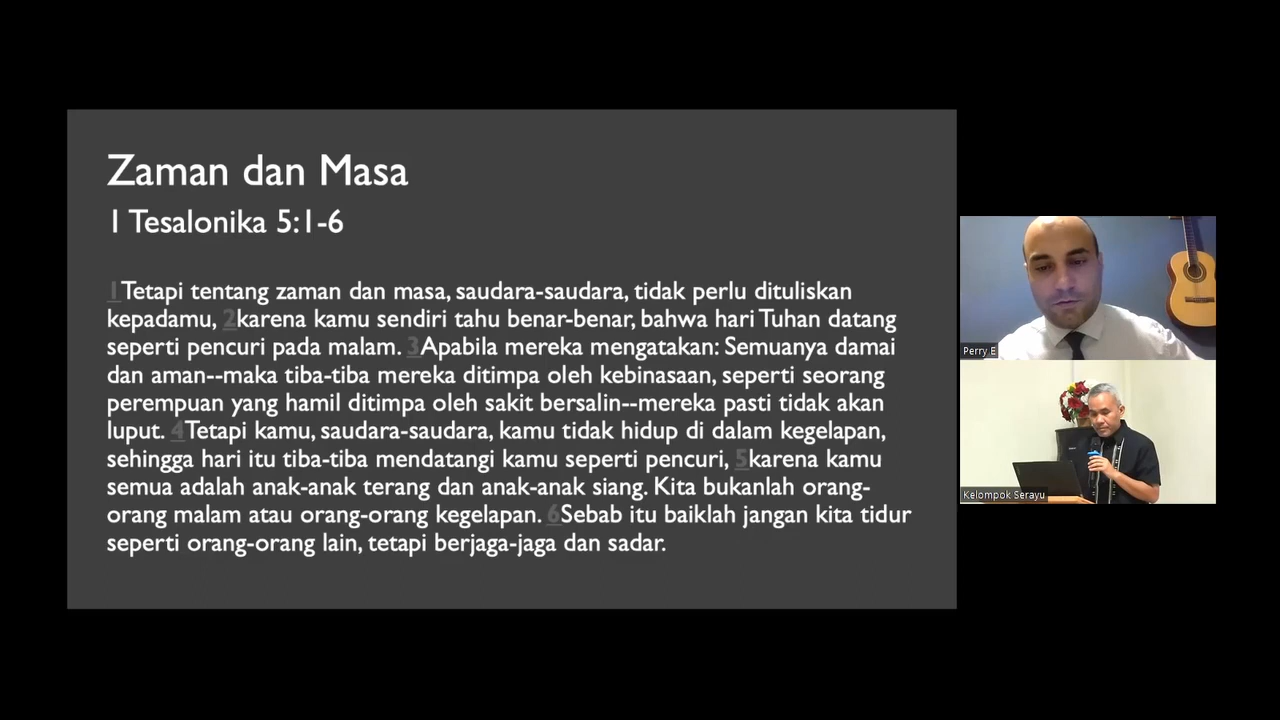 Zaman dan Masa
1 Tesalonika 5:1-6
1Tetapi tentang zaman dan masa, saudara-saudara, tidak perlu dituliskan
kepadamu, 2karena kamu sendiri tahu benar-benar, bahwa hari Tuhan datang
seperti pencuri pada malam. 3Apabila mereka mengatakan: Semuanya damai
dan aman--maka tiba-tiba mereka ditimpa oleh kebinasaan, seperti seorang
perempuan yang hamil ditimpa oleh sakit bersalin--mereka pasti tidak akan
luput. 4Tetapi kamu, saudara-saudara, kamu tidak hidup di dalam kegelapan,
sehingga hari itu tiba-tiba mendatangi kamu seperti pencuri, 5karena kamu
semua adalah anak-anak terang dan anak-anak siang. Kita bukanlah orang-
orang malam atau orang-orang kegelapan. 6Sebab itu baiklah jangan kita tidur
seperti orang-orang lain, tetapi berjaga-jaga dan sadar.
Perry E
Kelompok Serayu